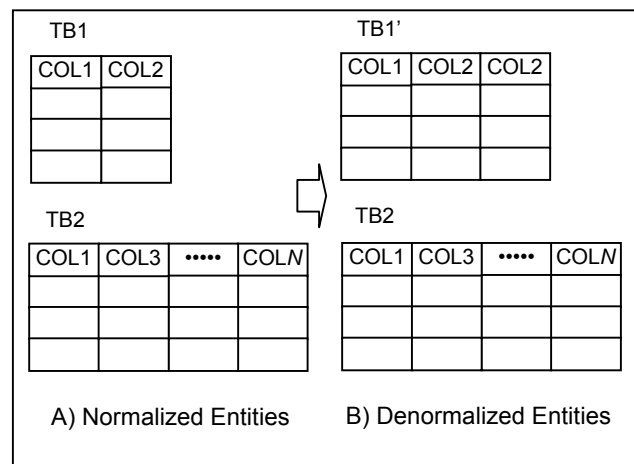 TB1
COL1 COL2
TB2
COL1 COL3 ••••• COLN
A) Normalized Entities
TB1’
COL1 COL2 COL2
TB2
COL1 COL3 ••••• COLN
B) Denormalized Entities